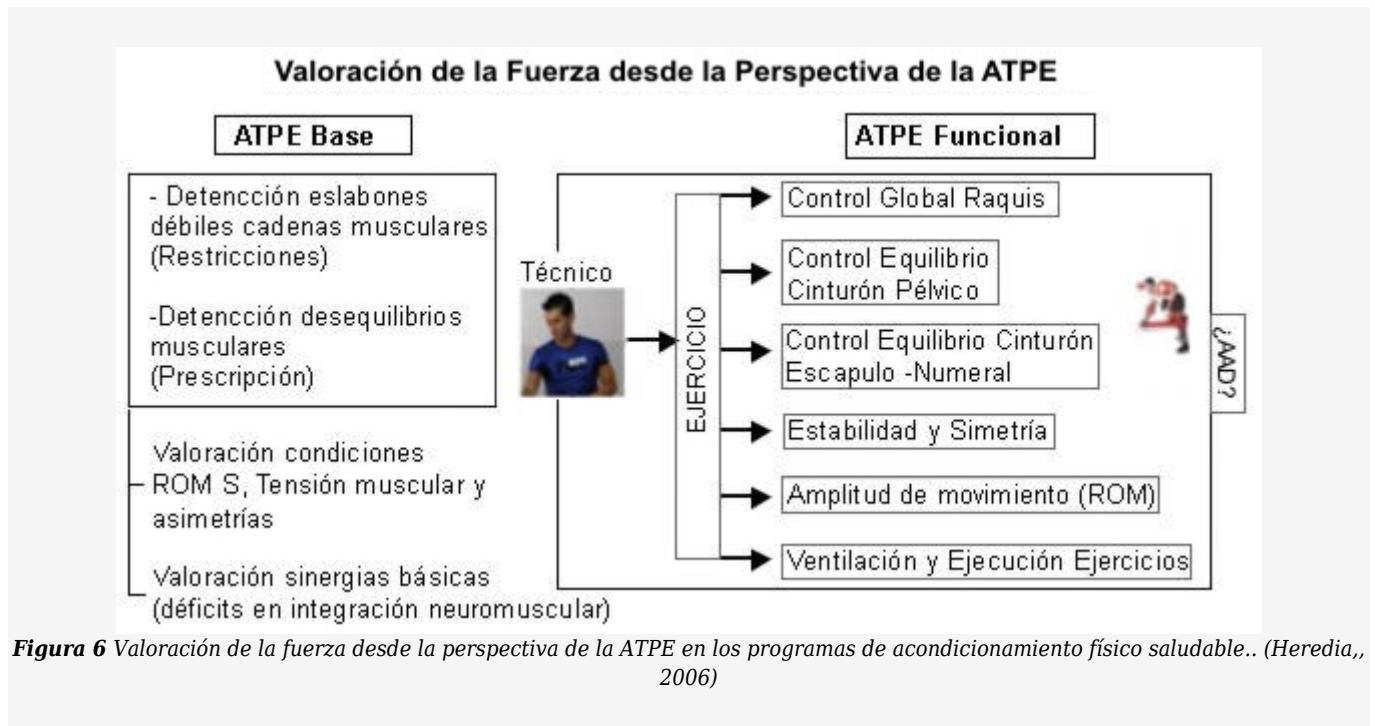 Valoración de la Fuerza desde la Perspectiva de la ATPE
ATPE Base
- Detencción eslabones
débiles cadenas musculares
(Restricciones)
-Detencción desequilibrios
musculares
(Prescripción)
Valoración condiciones
ROM S, Tensión muscular y
asimetrías
Valoración sinergias básicas
(déficits en integración neuromuscular)
ATPE Funcional
Técnico
EJERCICIO
Control Global Raquis
Control Equilibrio
Cinturón Pélvico
Control Equilibrio Cinturón
Escapulo -Numeral
Estabilidad y Simetría
Amplitud de movimiento (ROM)
Ventilación y Ejecución Ejercicios
¿AAD?
Figura 6 Valoración de la fuerza desde la perspectiva de la ATPE en los programas de acondicionamiento físico saludable.. (Heredia,,
2006)